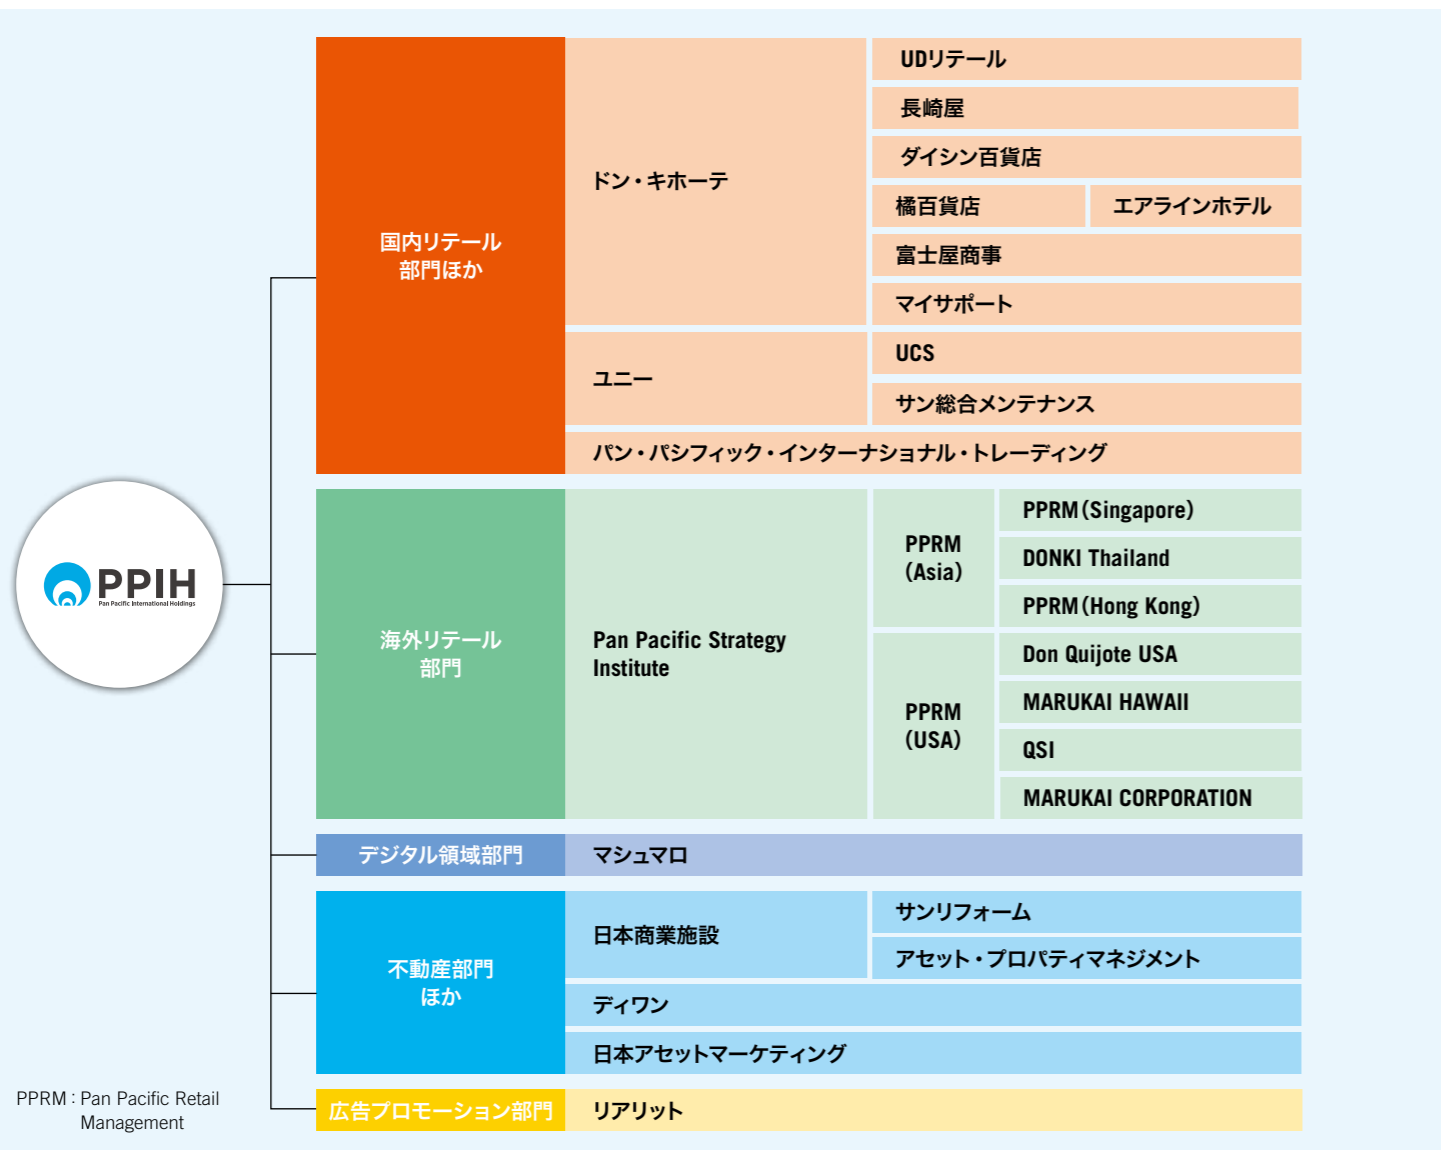 PPIH
Pan Pacific International Holdings
国内リテール
部門ほか
ドン・キホーテ
UDリテール
長崎屋
ダイシン百貨店
橘百貨店
エアラインホテル
富士屋商事
マイサポート
ユニー
UCS
サン総合メンテナンス
パン・パシフィック・インターナショナル・トレーディング
海外リテール
部門
Pan Pacific Strategy
Institute
PPRM
(Asia)
PPRM(Singapore)
DONKI Thailand
PPRM(Hong Kong)
PPRM
(USA)
Don Quijote USA
MARUKAI HAWAII
QSI
MARUKAI CORPORATION
デジタル領域部門
マシュマロ
不動産部門
ほか
日本商業施設
サンリフォーム
アセット・プロパティマネジメント
ディワン
日本アセットマーケティング
広告プロモーション部門
リアリット
PPRM：Pan Pacific Retail
Management